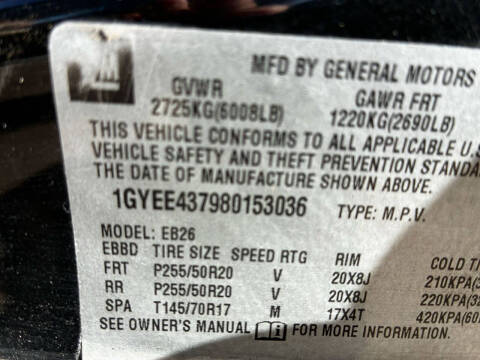 MFD BY GENERAL MOTORS
GVWR GAWR FRT
2725KG(6008LB) 1220KG(2690LB)
THIS VEHICLE CONFORMS TO ALL APPLICABLE U.S
VEHICLE SAFETY AND THEFT PREVENTION STANDA
THE DATE OF MANUFACTURE SHOWN ABOVE.
1GYEE437980153036 TYPE: M.P.V.
MODEL: EB26
EBBD TIRE SIZE SPEED RTG RIM COLD T
FRT P255/50R20 V 20X8J 210KPA(3
RR P255/50R20 V 20X8J 220KPA(32
SPA T145/70R17 M 17X4T 420KPA(60
SEE OWNER'S MANUAL FOR MORE INFORMATION.